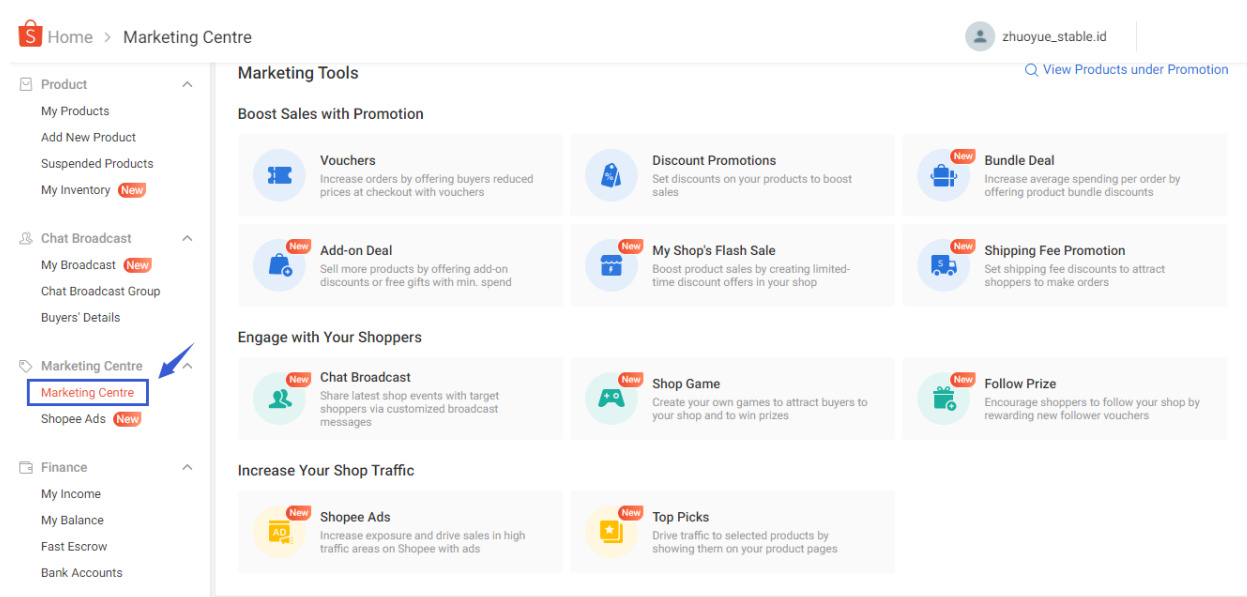 Home > Marketing Centre
zhuoyue_stable.id
Product
My Products
Add New Product
Suspended Products
My Inventory New
Chat Broadcast
My Broadcast New
Chat Broadcast Group
Buyers' Details
Marketing Centre
Marketing Centre
Shopee Ads New
Finance
My Income
My Balance
Fast Escrow
Bank Accounts
Marketing Tools
View Products under Promotion
Boost Sales with Promotion
Vouchers
Increase orders by offering buyers reduced
prices at checkout with vouchers
Discount Promotions
Set discounts on your products to boost
sales
New
Bundle Deal
Increase average spending per order by
offering product bundle discounts
New
Add-on Deal
Sell more products by offering add-on
discounts or free gifts with min. spend
New
My Shop's Flash Sale
Boost product sales by creating limited-
time discount offers in your shop
New
Shipping Fee Promotion
Set shipping fee discounts to attract
shoppers to make orders
Engage with Your Shoppers
New
Chat Broadcast
Share latest shop events with target
shoppers via customized broadcast
messages
New
Shop Game
Create your own games to attract buyers to
your shop and to win prizes
New
Follow Prize
Encourage shoppers to follow your shop by
rewarding new follower vouchers
Increase Your Shop Traffic
New
AD
Shopee Ads
Increase exposure and drive sales in high
traffic areas on Shopee with ads
New
Top Picks
Drive traffic to selected products by
showing them on your product pages